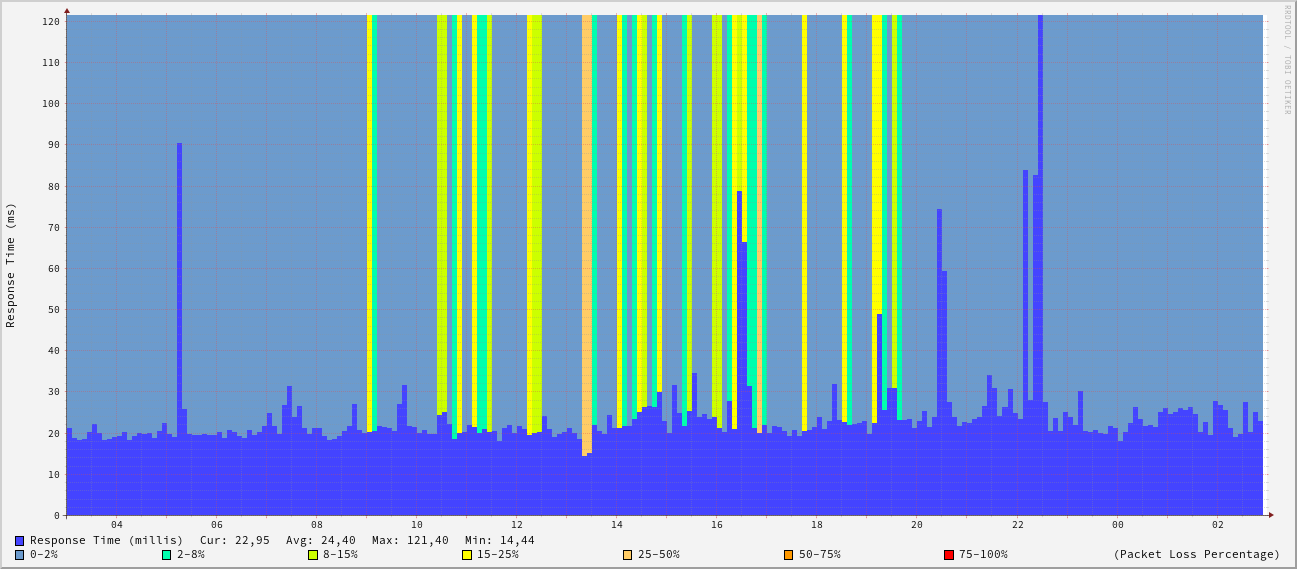 RRDTOOL / TOBI OETIKER
Response Time (ms)
120
110
100
90
80
70
60
50
40
30
20
10
0
04 06 08 10 12 14 16 18 20 22 00 02
Response Time (millis) Cur: 22,95 Avg: 24,40 Max: 121,40 Min: 14,44
0-2% 2-8% 8-15% 15-25% 25-50% 50-75% 75-100% (Packet Loss Percentage)